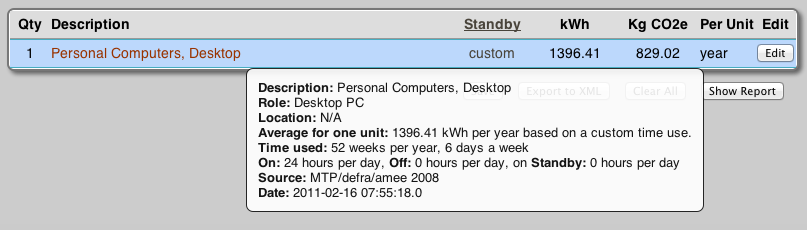 Qty Description Standby kWh Kg CO2e Per Unit Edit
1 Personal Computers, Desktop custom 1396.41 829.02 year Edit
Export to XML Clear All Show Report
Description: Personal Computers, Desktop
Role: Desktop PC
Location: N/A
Average for one unit: 1396.41 kWh per year based on a custom time use.
Time used: 52 weeks per year, 6 days a week
On: 24 hours per day, Off: 0 hours per day, on Standby: 0 hours per day
Source: MTP/defra/amee 2008
Date: 2011-02-16 07:55:18.0